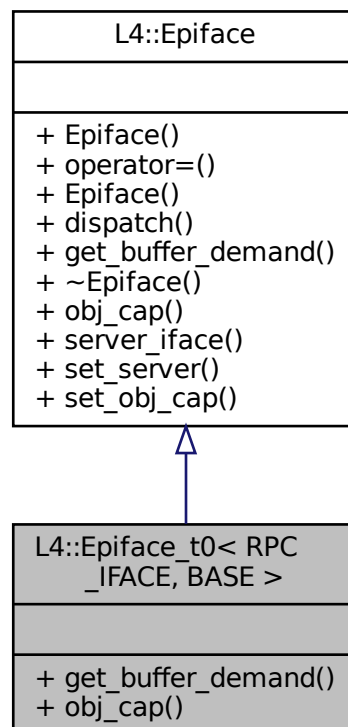 L4::Epiface
+ Epiface()
+ operator=()
+ Epiface()
+ dispatch()
+ get_buffer_demand()
+ ~Epiface()
+ obj_cap()
+ server_iface()
+ set_server()
+ set_obj_cap()
L4::Epiface_t0< RPC
_IFACE, BASE >
+ get_buffer_demand()
+ obj_cap()